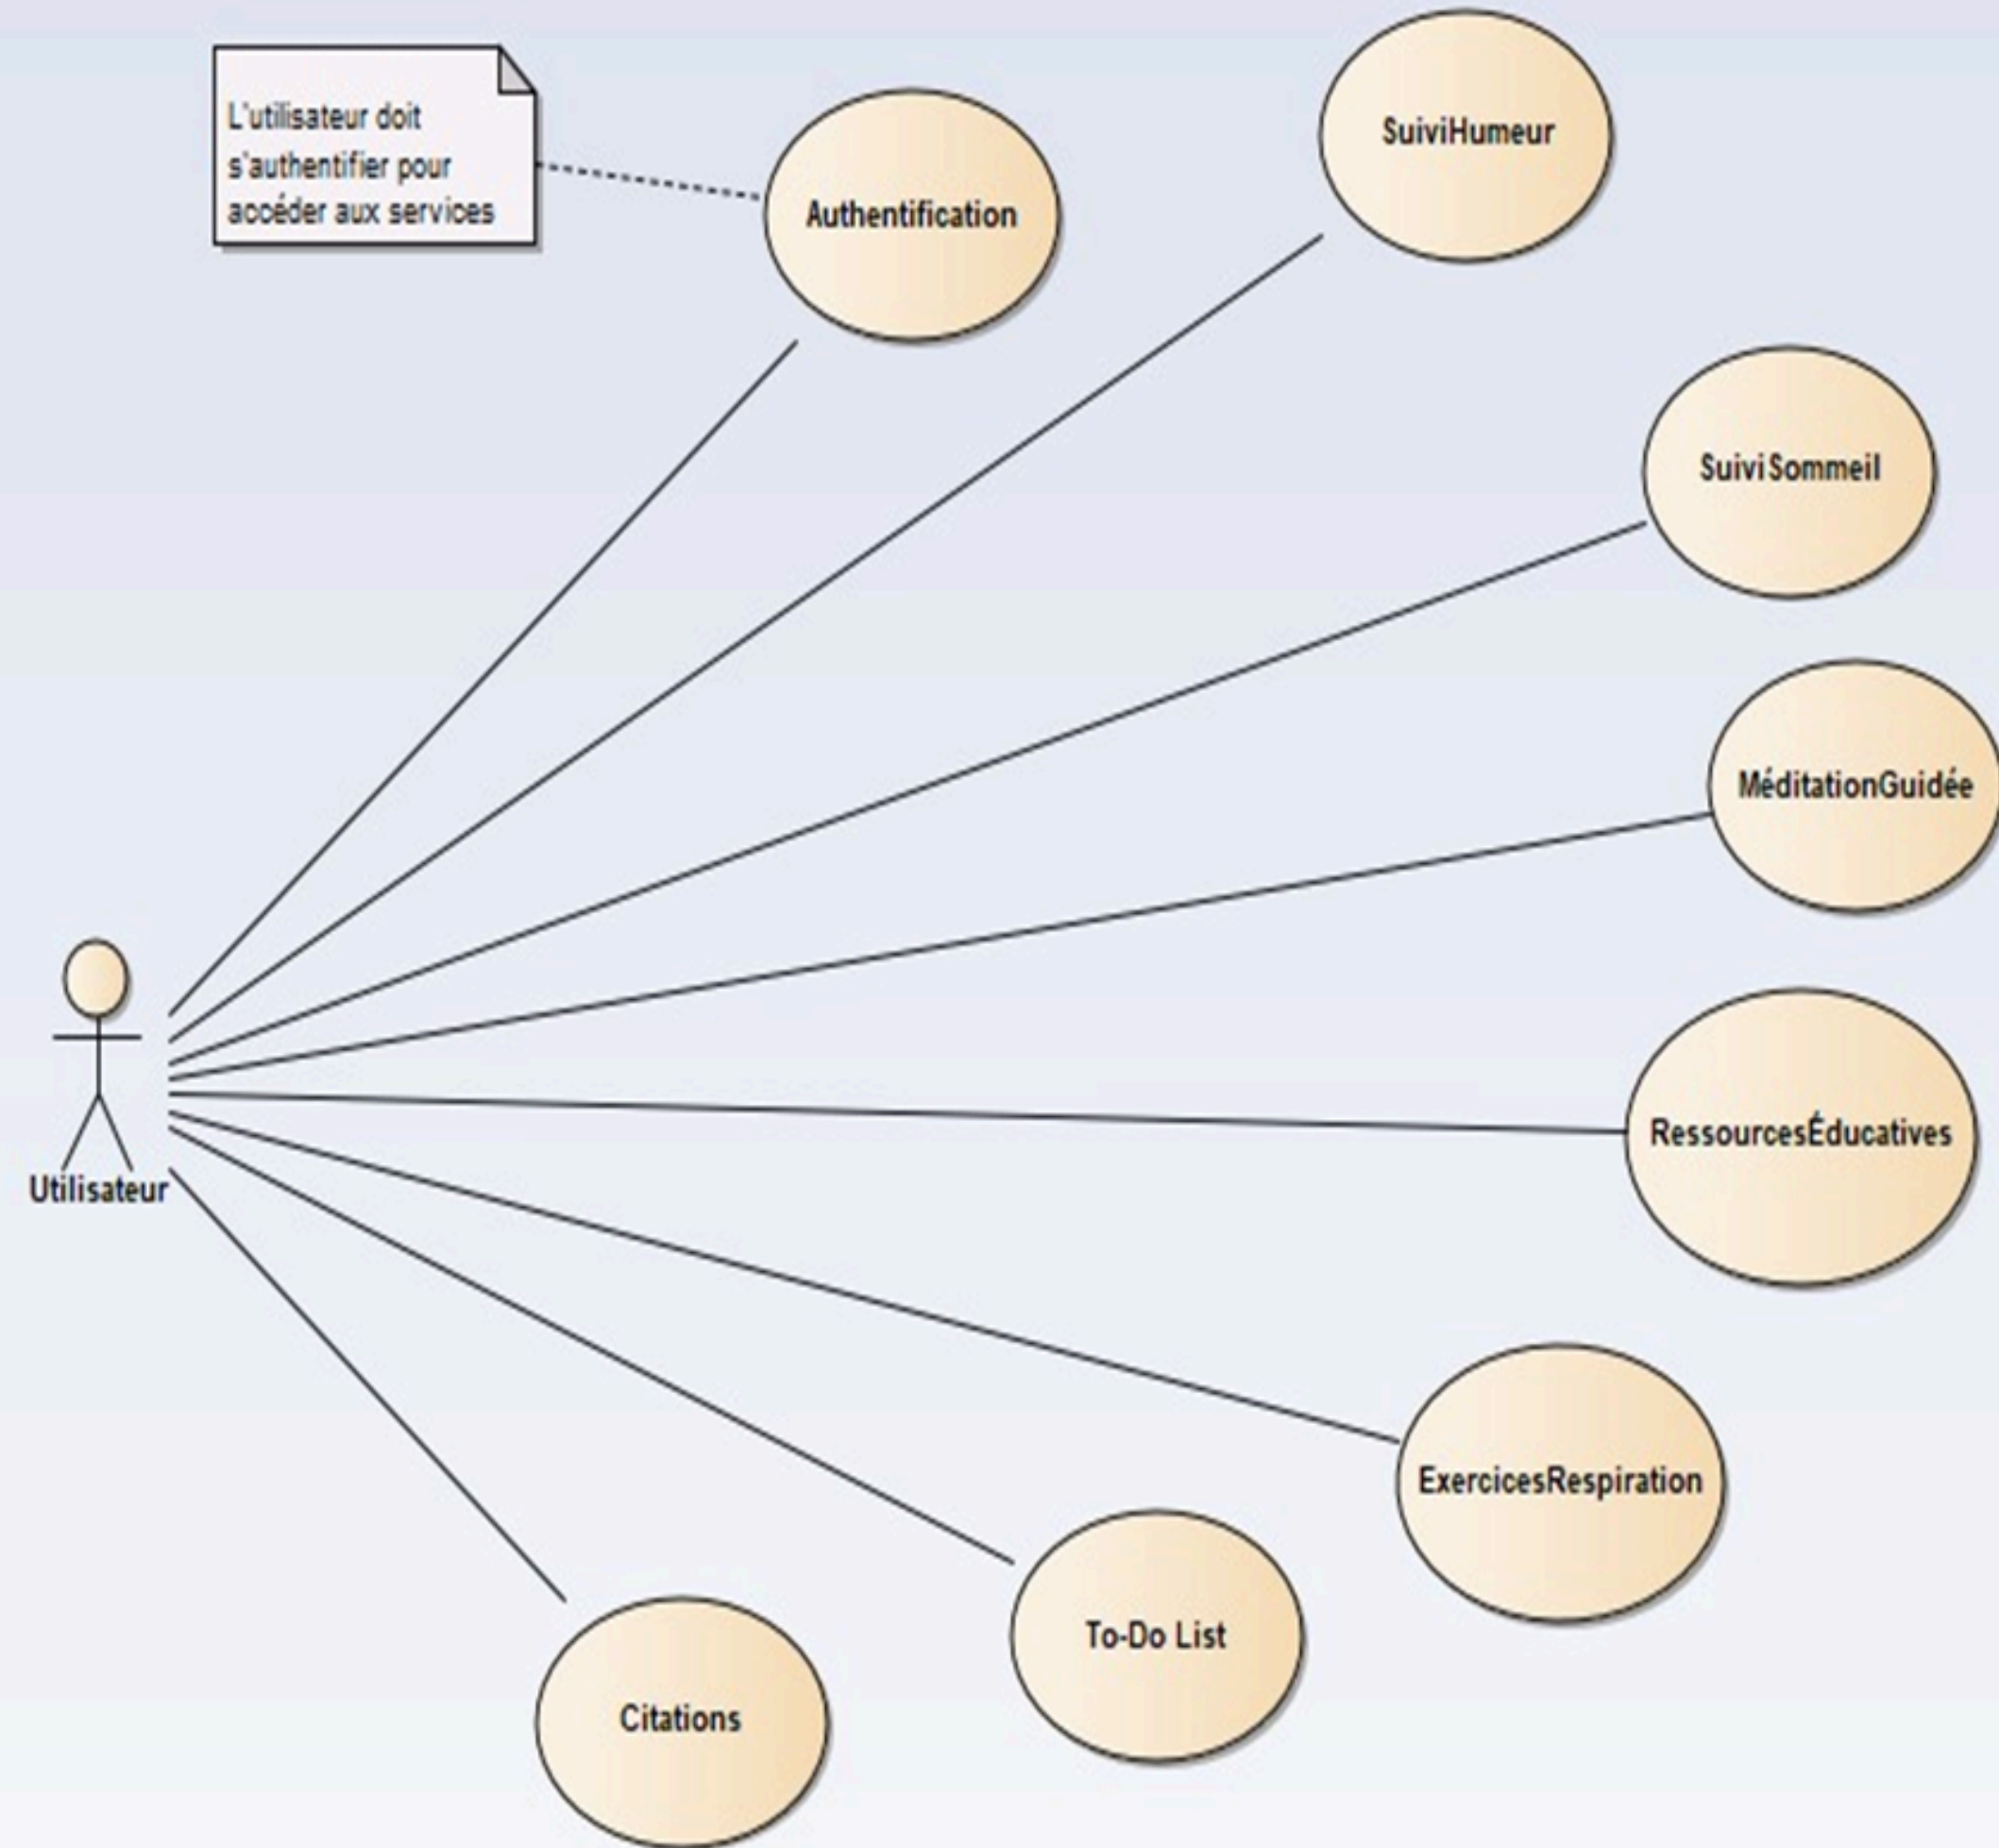 L'utilisateur doit
s'authentifier pour
accéder aux services
Authentification
SuiviHumeur
SuiviSommeil
MéditationGuidée
RessourcesÉducatives
Utilisateur
ExercicesRespiration
To-Do List
Citations